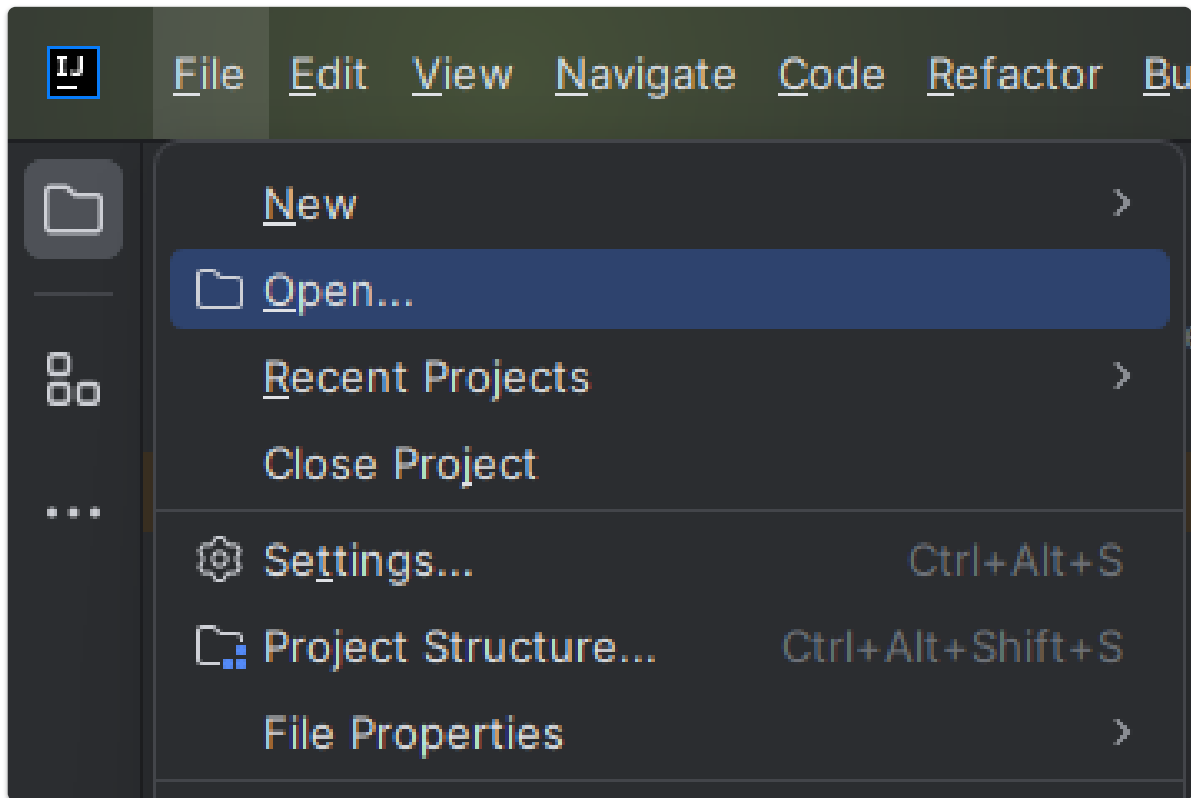 IJ File Edit View Navigate Code Refactor Bu
New
Open...
Recent Projects
Close Project
Settings... Ctrl+Alt+S
Project Structure... Ctrl+Alt+Shift+S
File Properties